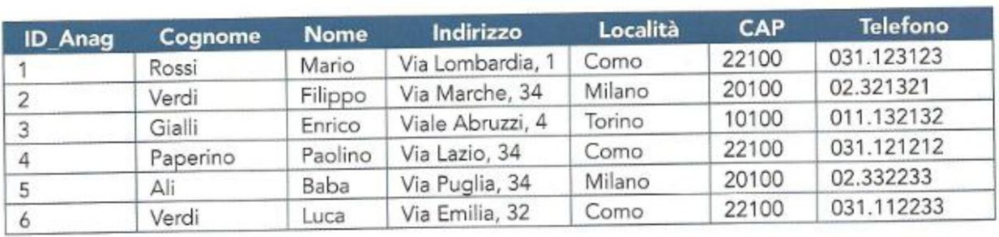 ID_Anag Cognome Nome Indirizzo Località CAP Telefono
1 Rossi Mario Via Lombardia, 1 Como 22100 031.123123
2 Verdi Filippo Via Marche, 34 Milano 20100 02.321321
3 Gialli Enrico Viale Abruzzi, 4 Torino 10100 011.132132
4 Paperino Paolino Via Lazio, 34 Como 22100 031.121212
5 Ali Baba Via Puglia, 34 Milano 20100 02.332233
6 Verdi Luca Via Emilia, 32 Como 22100 031.112233